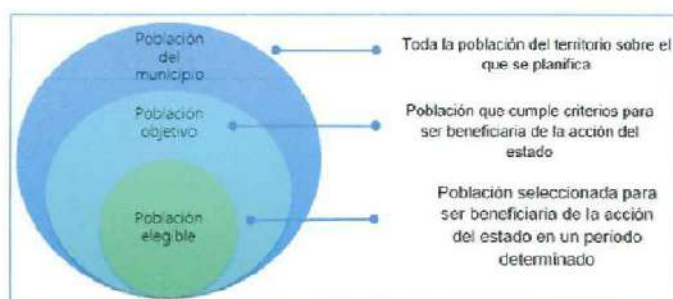 Población
del
municipio
Toda la población del territorio sobre el
que se planifica
Población
objetivo
Población que cumple criterios para
ser beneficiaria de la acción del
estado
Población
elegible
Población seleccionada para
ser beneficiaria de la acción
del estado en un período
determinado